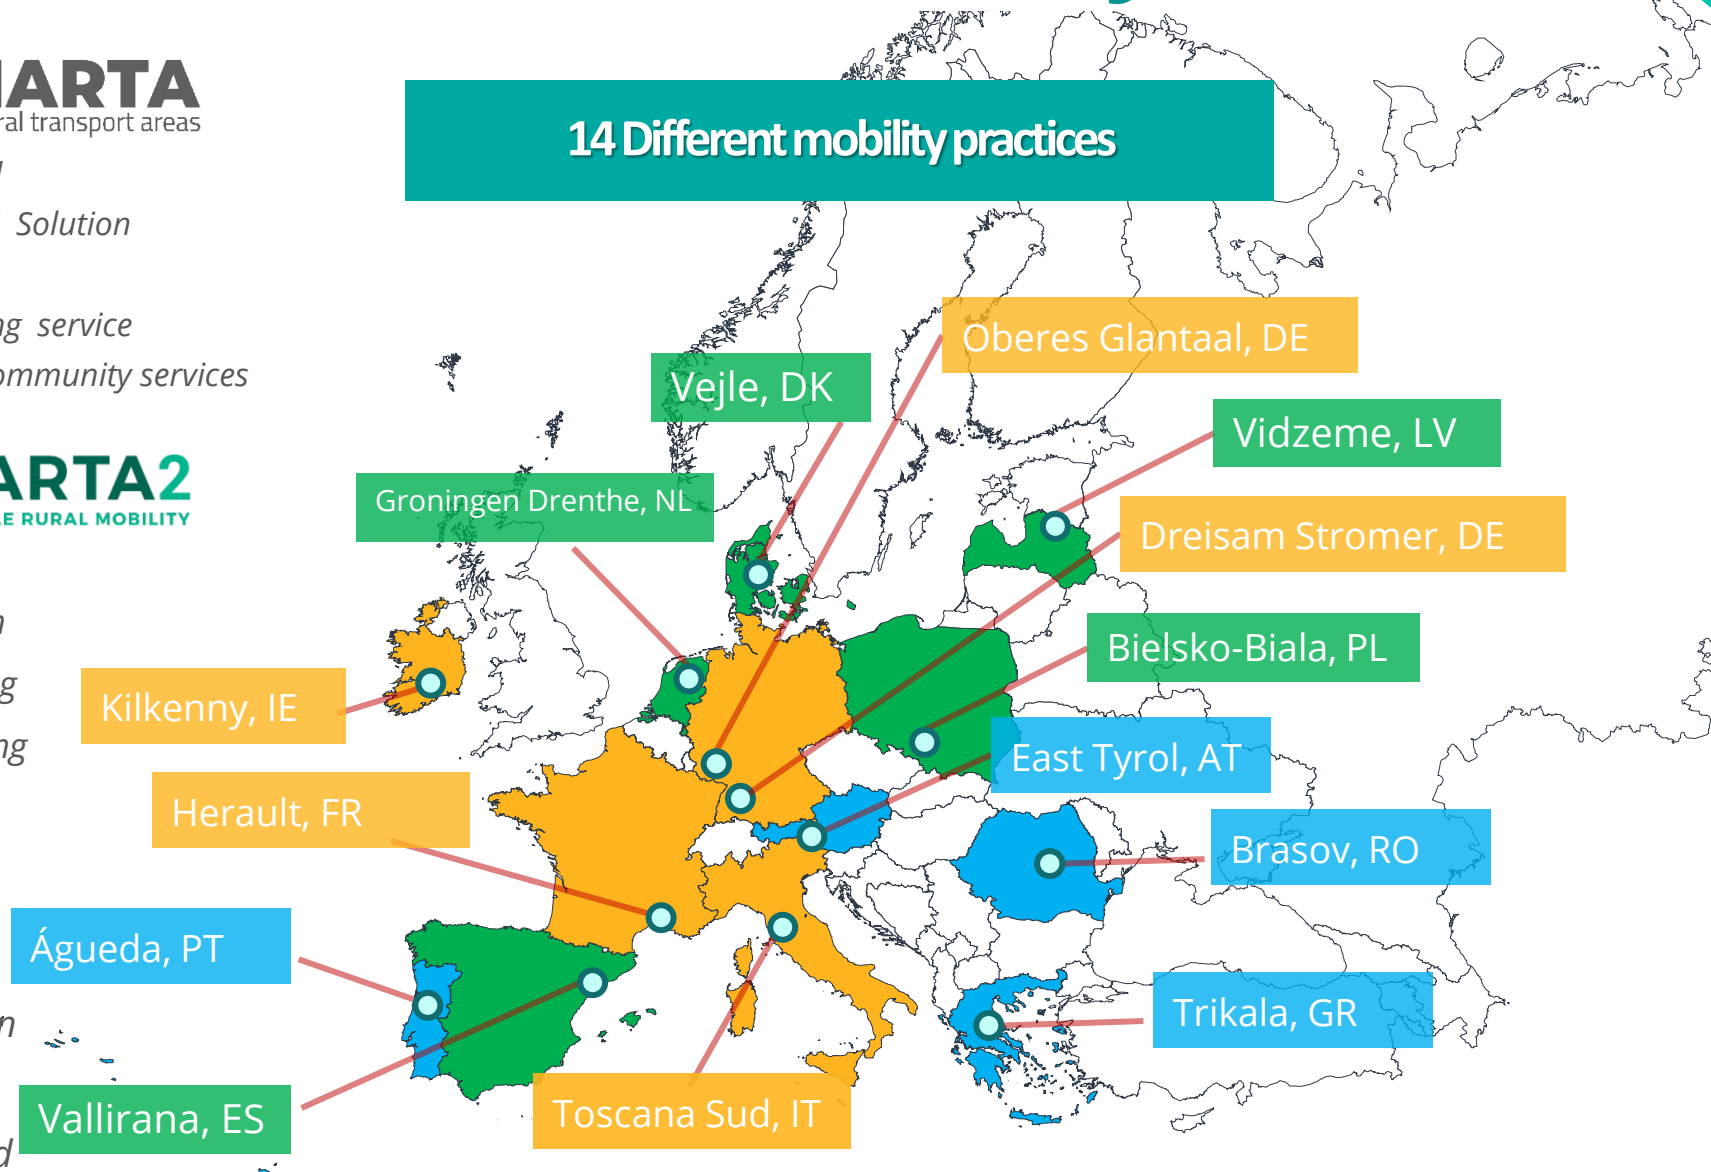 14 Different mobility practices
ARTA
ral transport areas
Solution
ng service
ommunity services
ARTA2
LE RURAL MOBILITY
Oberes Glantaal, DE
Vejle, DK
Vidzeme, LV
Groningen Drenthe, NL
Dreisam Stromer, DE
Bielsko-Biala, PL
Kilkenny, IE
East Tyrol, AT
Herault, FR
Brasov, RO
Águeda, PT
Trikala, GR
Vallirana, ES
Toscana Sud, IT